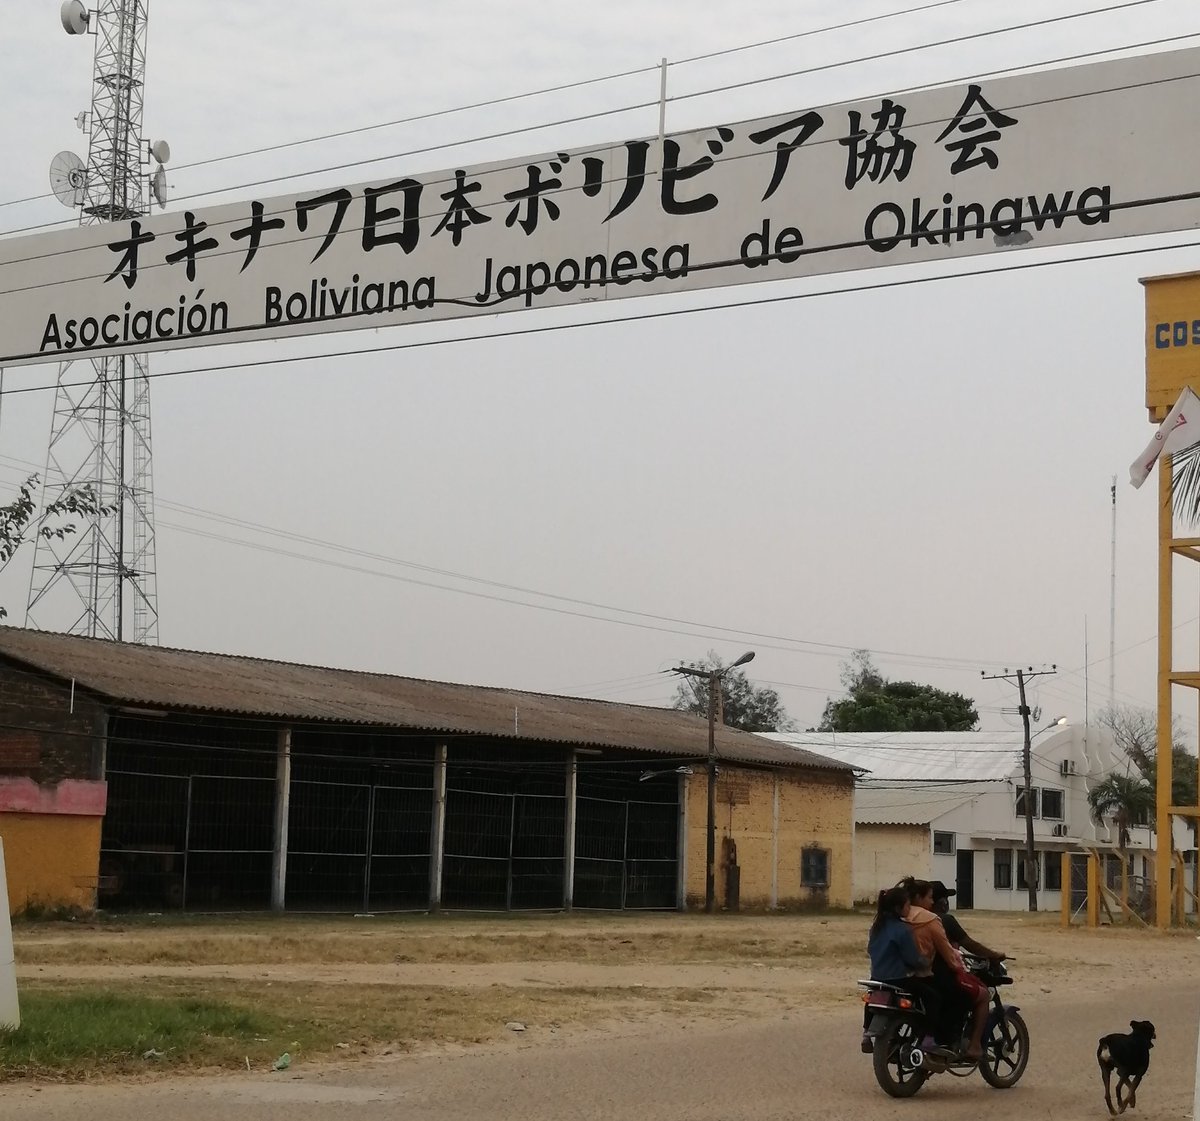 オキナワ日本ボリビア協会
Asociación Boliviana Japonesa de Okinawa